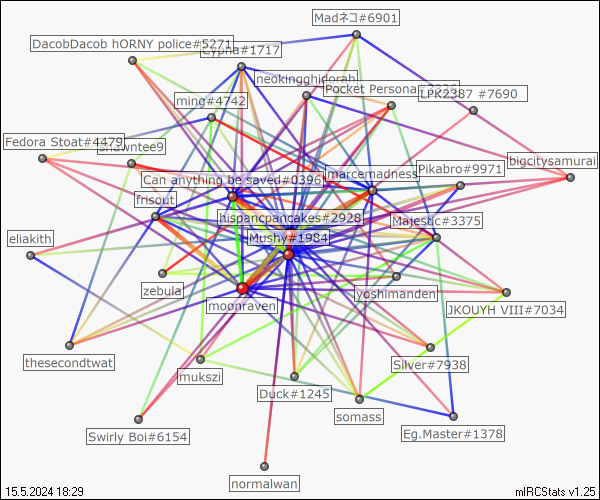 Madネコ#6901
DacobDacob hORNY police#5271
Cypha#1717
neokingghidorah
Pocket Persona
LPK2387 #7690
ming#4742
Fedora Stoat#4479
bigcitysamurai
Pikabro#9971
marcemadness
Can anything be saved#0396
frisout
hispancpancakes#2928
Majestic#3375
Mushy#1984
eliakith
zebula
yoshimanden
moonraven
JKOUYH VIII#7034
thesecondtwat
Silver#7938
mukszi
Duck#1245
somass
Swirly Boi#6154
Eg.Master#1378
normalwan
15.5.2024 18:29
mIRCStats v1.25